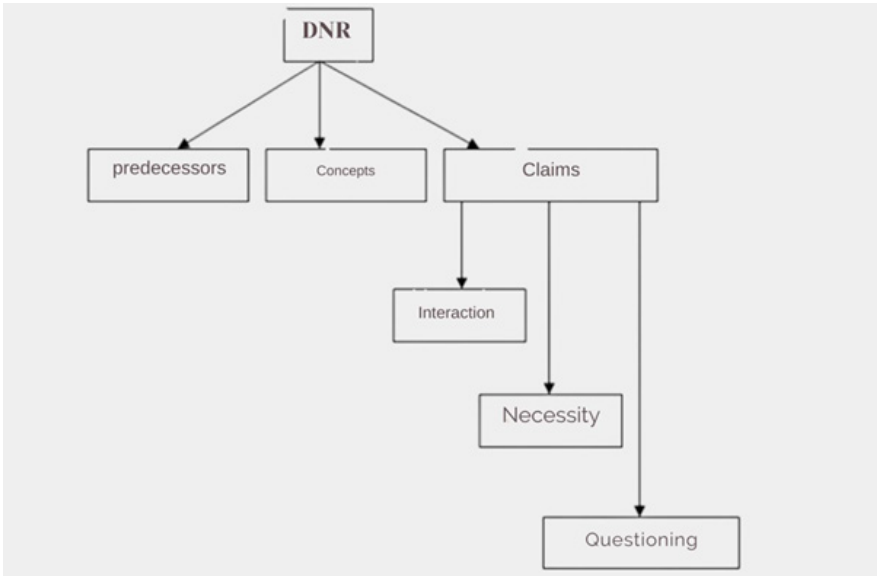 DNR
predecessors
Concepts
Claims
Interaction
Necessity
Questioning